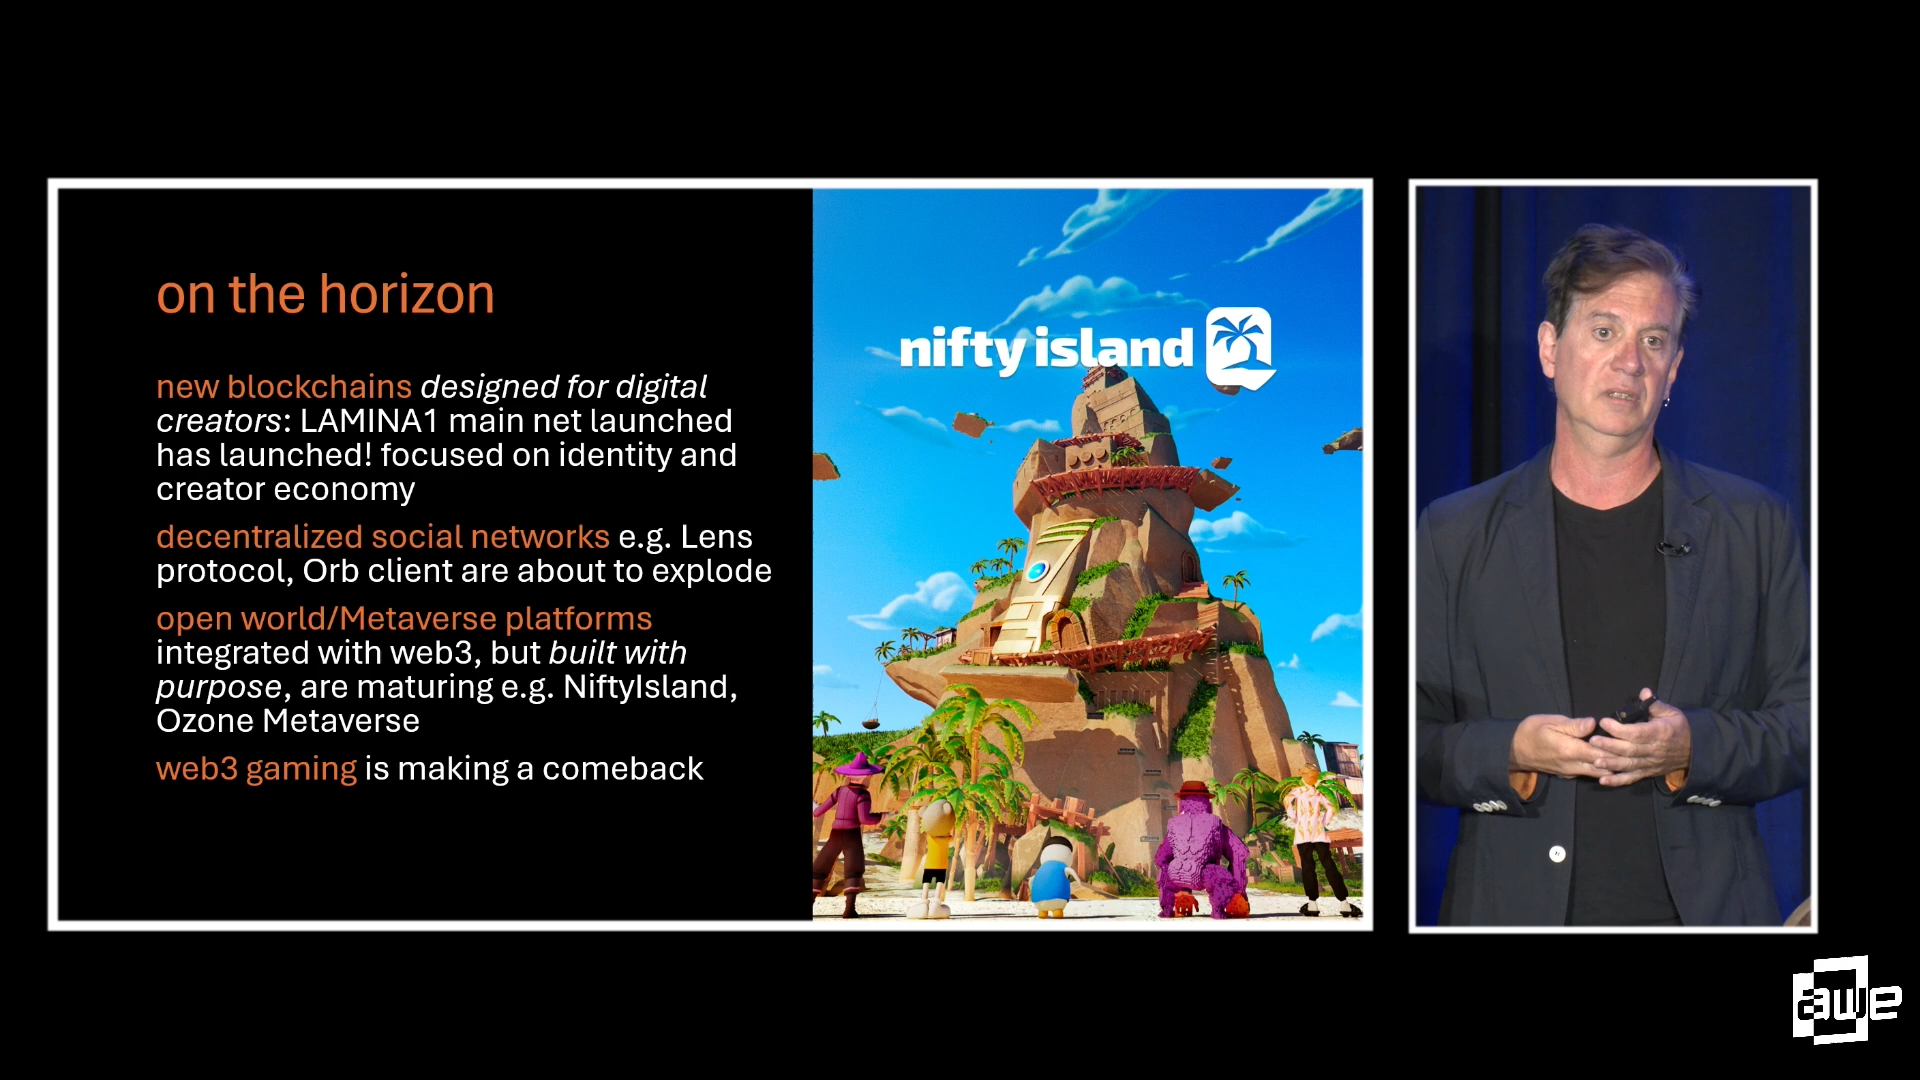 on the horizon
new blockchains designed for digital
creators: LAMINA1 main net launched
has launched! focused on identity and
creator economy
decentralized social networks e.g. Lens
protocol, Orb client are about to explode
open world/Metaverse platforms
integrated with web3, but built with
purpose, are maturing e.g. NiftyIsland,
Ozone Metaverse
web3 gaming is making a comeback
nifty island
awe